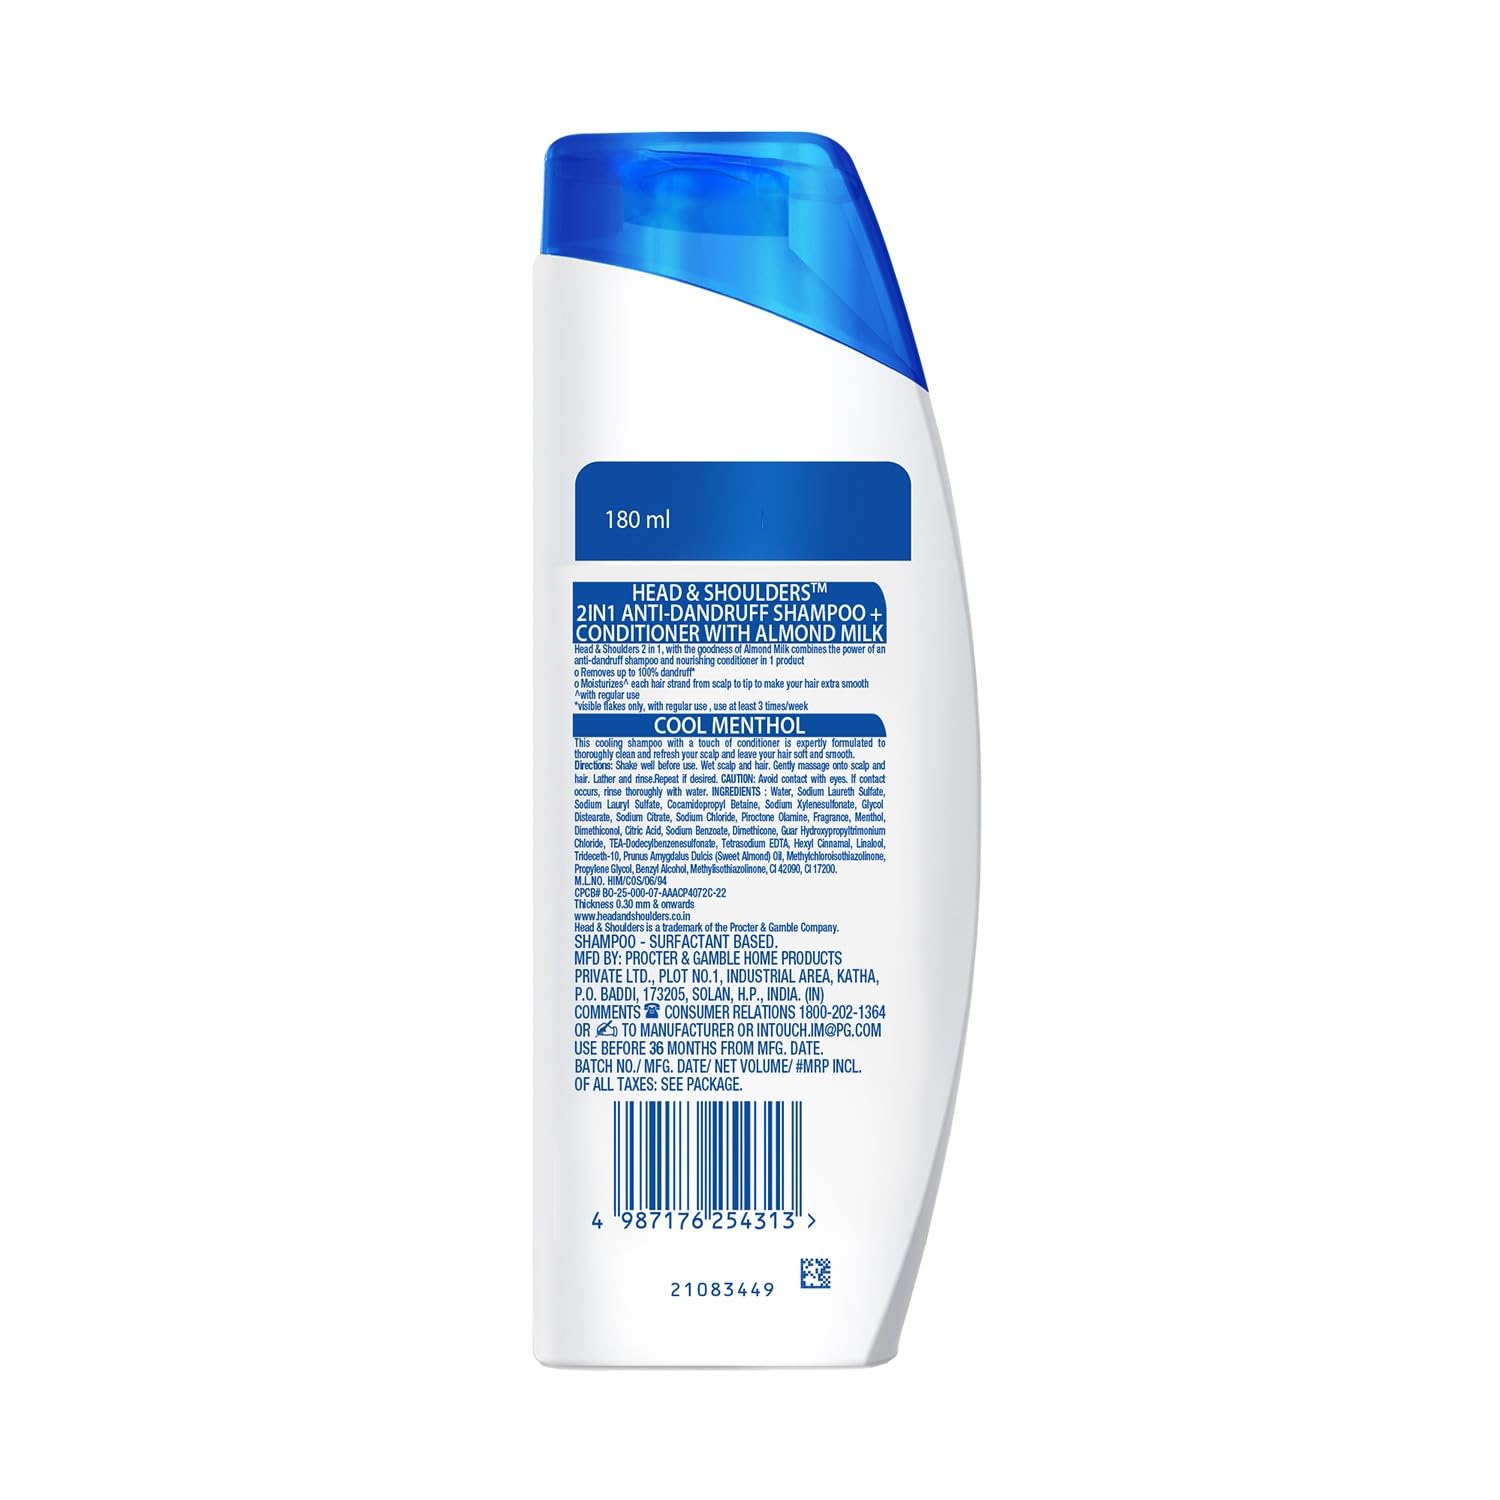 180 ml
HEAD & SHOULDERS™
2IN1 ANTI-DANDRUFF SHAMPOO +
CONDITIONER WITH ALMOND MILK
Head & Shoulders 2 in 1, with the goodness of Almond Milk combines the power of an
anti-dandruff shampoo and nourishing conditioner in 1 product
o Removes up to 100% dandruff*
o Moisturizes^ each hair strand from scalp to tip to make your hair extra smooth
^with regular use
*visible flakes only, with regular use , use at least 3 times/week
COOL MENTHOL
This cooling shampoo with a touch of conditioner is expertly formulated to
thoroughly clean and refresh your scalp and leave your hair soft and smooth.
Directions: Shake well before use. Wet scalp and hair. Gently massage onto scalp and
hair. Lather and rinse.Repeat if desired. CAUTION: Avoid contact with eyes. If contact
occurs, rinse thoroughly with water. INGREDIENTS : Water, Sodium Laureth Sulfate,
Sodium Lauryl Sulfate, Cocamidopropyl Betaine, Sodium Xylenesulfonate, Glycol
Distearate, Sodium Citrate, Sodium Chloride, Piroctone Olamine, Fragrance, Menthol,
Dimethiconol, Citric Acid, Sodium Benzoate, Dimethicone, Guar Hydroxypropyltrimonium
Chloride, TEA-Dodecylbenzenesulfonate, Tetrasodium EDTA, Hexyl Cinnamal, Linalool,
Trideceth-10, Prunus Amygdalus Dulcis (Sweet Almond) Oil, Methylchloroisothiazolinone,
Propylene Glycol, Benzyl Alcohol, Methylisothiazolinone, CI 42090, CI 17200.
M.L.NO. HIM/COS/06/94
CPCB# BO-25-000-07-AAACP4072C-22
Thickness 0.30 mm & onwards
www.headandshoulders.co.in
Head & Shoulders is a trademark of the Procter & Gamble Company.
SHAMPOO - SURFACTANT BASED.
MFD BY: PROCTER & GAMBLE HOME PRODUCTS
PRIVATE LTD., PLOT NO.1, INDUSTRIAL AREA, KATHA,
P.O. BADDI, 173205, SOLAN, H.P., INDIA. (IN)
COMMENTS ☎ CONSUMER RELATIONS 1800-202-1364
OR ✍ TO MANUFACTURER OR INTOUCH.IM@PG.COM
USE BEFORE 36 MONTHS FROM MFG. DATE.
BATCH NO./ MFG. DATE/ NET VOLUME/ #MRP INCL.
OF ALL TAXES: SEE PACKAGE.
4 987176 254313 >
21083449